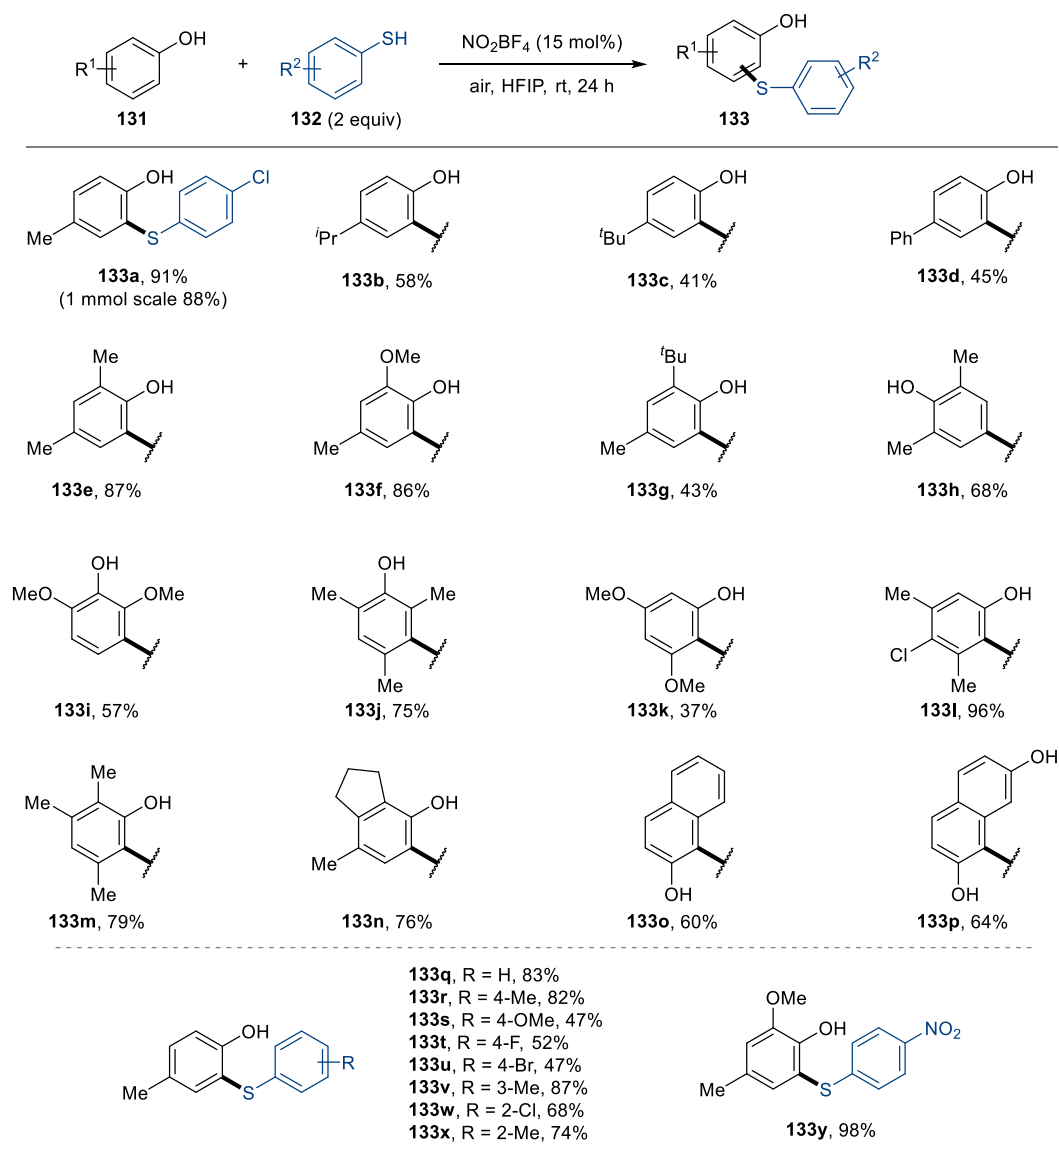 OH
R1
131
+
SH
R2
132 (2 equiv)
NO2BF4 (15 mol%)
air, HFIP, rt, 24 h
OH
R1
S
R2
133
OH
Cl
Me
S
133a, 91%
(1 mmol scale 88%)
OH
iPr
133b, 58%
OH
tBu
133c, 41%
OH
Ph
133d, 45%
Me
OH
Me
133e, 87%
OMe
OH
Me
133f, 86%
tBu
OH
Me
133g, 43%
Me
HO
Me
133h, 68%
OH
MeO
OMe
133i, 57%
OH
Me
Me
Me
133j, 75%
MeO
OH
OMe
133k, 37%
Me
OH
Cl
Me
133l, 96%
Me
Me
OH
Me
133m, 79%
OH
Me
133n, 76%
OH
133o, 60%
OH
OH
133p, 64%
OH
R
Me
S
133q, R = H, 83%
133r, R = 4-Me, 82%
133s, R = 4-OMe, 47%
133t, R = 4-F, 52%
133u, R = 4-Br, 47%
133v, R = 3-Me, 87%
133w, R = 2-Cl, 68%
133x, R = 2-Me, 74%
OMe
OH
NO2
Me
S
133y, 98%